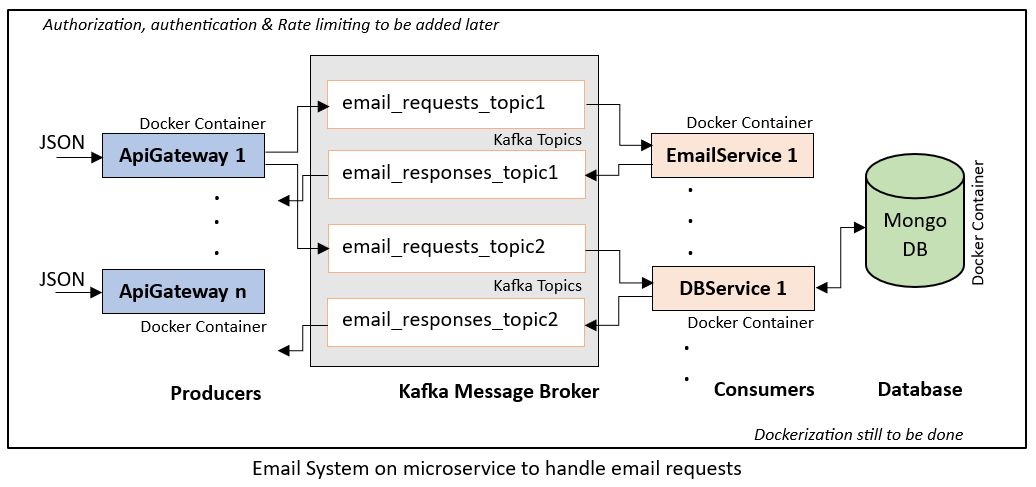 Authorization, authentication & Rate limiting to be added later
email_requests_topic1
Docker Container
Docker Container
JSON
Kafka Topics
ApiGateway 1
EmailService 1
email_responses_topic1
Docker Container
Mongo
DB
email_requests_topic2
JSON
Kafka Topics
ApiGateway n
DBService 1
email_responses_topic2
Docker Container
Docker Container
Producers
Kafka Message Broker
Consumers
Database
Dockerization still to be done
Email System on microservice to handle email requests